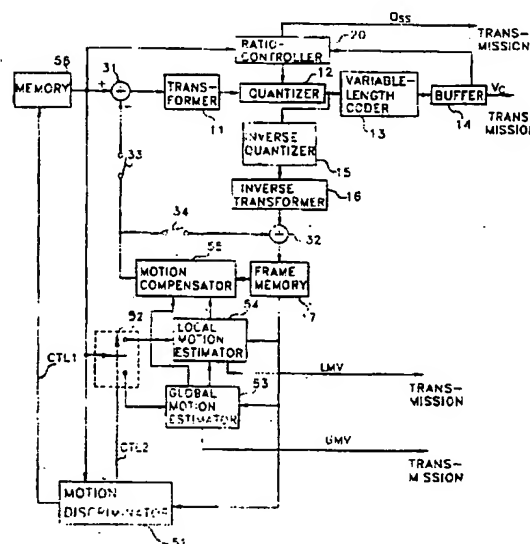 QSS
TRANS-
MISSION
RATIO-
CONTROLLER
20
56
31
12
MEMORY
+
TRANS-
FORMER
QUANTIZER
VARIABLE-
LENGTH
CODER
BUFFER
VC
11
13
14
TRANS-
MISSION
33
INVERSE
QUANTIZER
15
INVERSE
TRANSFORMER
16
34
32
55
MOTION
COMPENSATOR
FRAME
MEMORY
17
54
52
LOCAL
MOTION
ESTIMATOR
CTL1
LMV
53
TRANS-
MISSION
GLOBAL
MOTION
ESTIMATOR
GMV
CTL2
TRANS-
MISSION
MOTION
DISCRIMINATOR
51